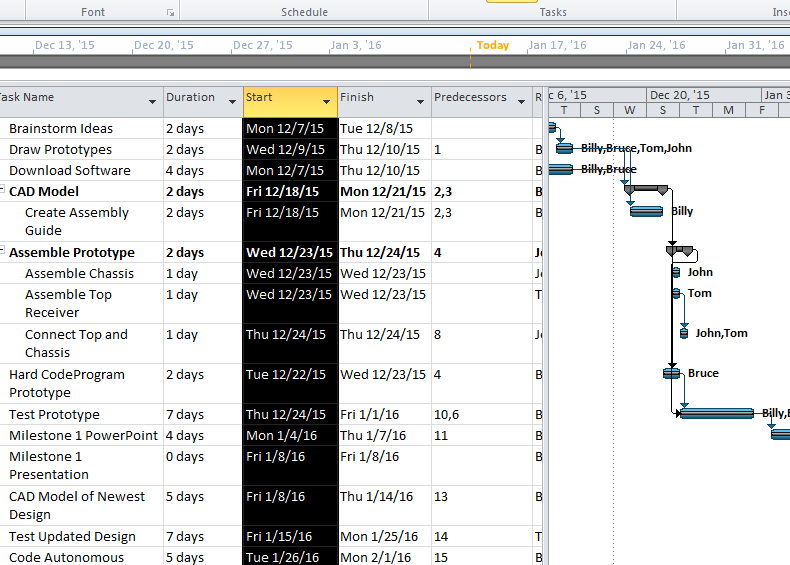 Font Schedule Tasks
Dec 13, '15 Dec 20, '15 Dec 27, '15 Jan 3, '16 Today Jan 17, '16 Jan 24, '16 Jan 31, '16
Name Duration Start Finish Predecessors
6, '15 Dec 20, '15 Jan
T S W S T M F
Brainstorm Ideas 2 days Mon 12/7/15 Tue 12/8/15
Draw Prototypes 2 days Wed 12/9/15 Thu 12/10/15 1 Billy,Bruce,Tom,John
Download Software 4 days Mon 12/7/15 Thu 12/10/15 Billy,Bruce
CAD Model 2 days Fri 12/18/15 Mon 12/21/15 2,3
Create Assembly 2 days Fri 12/18/15 Mon 12/21/15 2,3 Billy
Guide
Assemble Prototype 2 days Wed 12/23/15 Thu 12/24/15 4
Assemble Chassis 1 day Wed 12/23/15 Wed 12/23/15 John
Assemble Top 1 day Wed 12/23/15 Wed 12/23/15 Tom
Receiver
Connect Top and 1 day Thu 12/24/15 Thu 12/24/15 8 John,Tom
Chassis
Hard CodeProgram 2 days Tue 12/22/15 Wed 12/23/15 4 Bruce
Prototype
Test Prototype 7 days Thu 12/24/15 Fri 1/1/16 10,6 Billy,
Milestone 1 PowerPoint 4 days Mon 1/4/16 Thu 1/7/16 11
Milestone 1 0 days Fri 1/8/16 Fri 1/8/16
Presentation
CAD Model of Newest 5 days Fri 1/8/16 Thu 1/14/16 13
Design
Test Updated Design 7 days Fri 1/15/16 Mon 1/25/16 14
Code Autonomous 5 days Tue 1/26/16 Mon 2/1/16 15